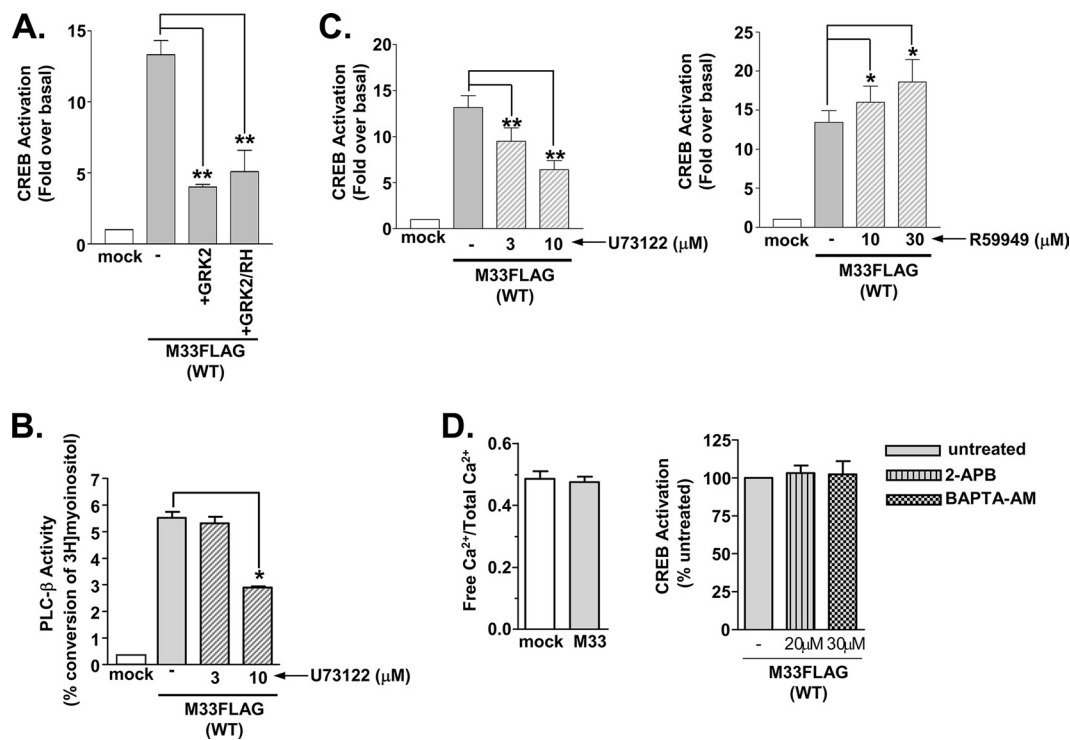 A.
CREB Activation
(Fold over basal)
15
10
5
0
**
**
mock
-
+GRK2
+GRK2/RH
M33FLAG
(WT)
B.
PLC-β Activity
(% conversion of 3H]myoinositol)
7
6
5
4
3
2
1
0
*
mock
-
3
10
U73122 (μM)
M33FLAG
(WT)
C.
CREB Activation
(Fold over basal)
20
15
10
5
0
**
**
mock
-
3
10
U73122 (μM)
M33FLAG
(WT)
CREB Activation
(Fold over basal)
25
20
15
10
5
0
*
*
mock
-
10
30
R59949 (μM)
M33FLAG
(WT)
D.
Free Ca²⁺/Total Ca²⁺
0.6
0.4
0.2
0.0
mock
M33
CREB Activation
(% untreated)
125
100
75
50
25
0
-
20μM
30μM
M33FLAG
(WT)
untreated
2-APB
BAPTA-AM